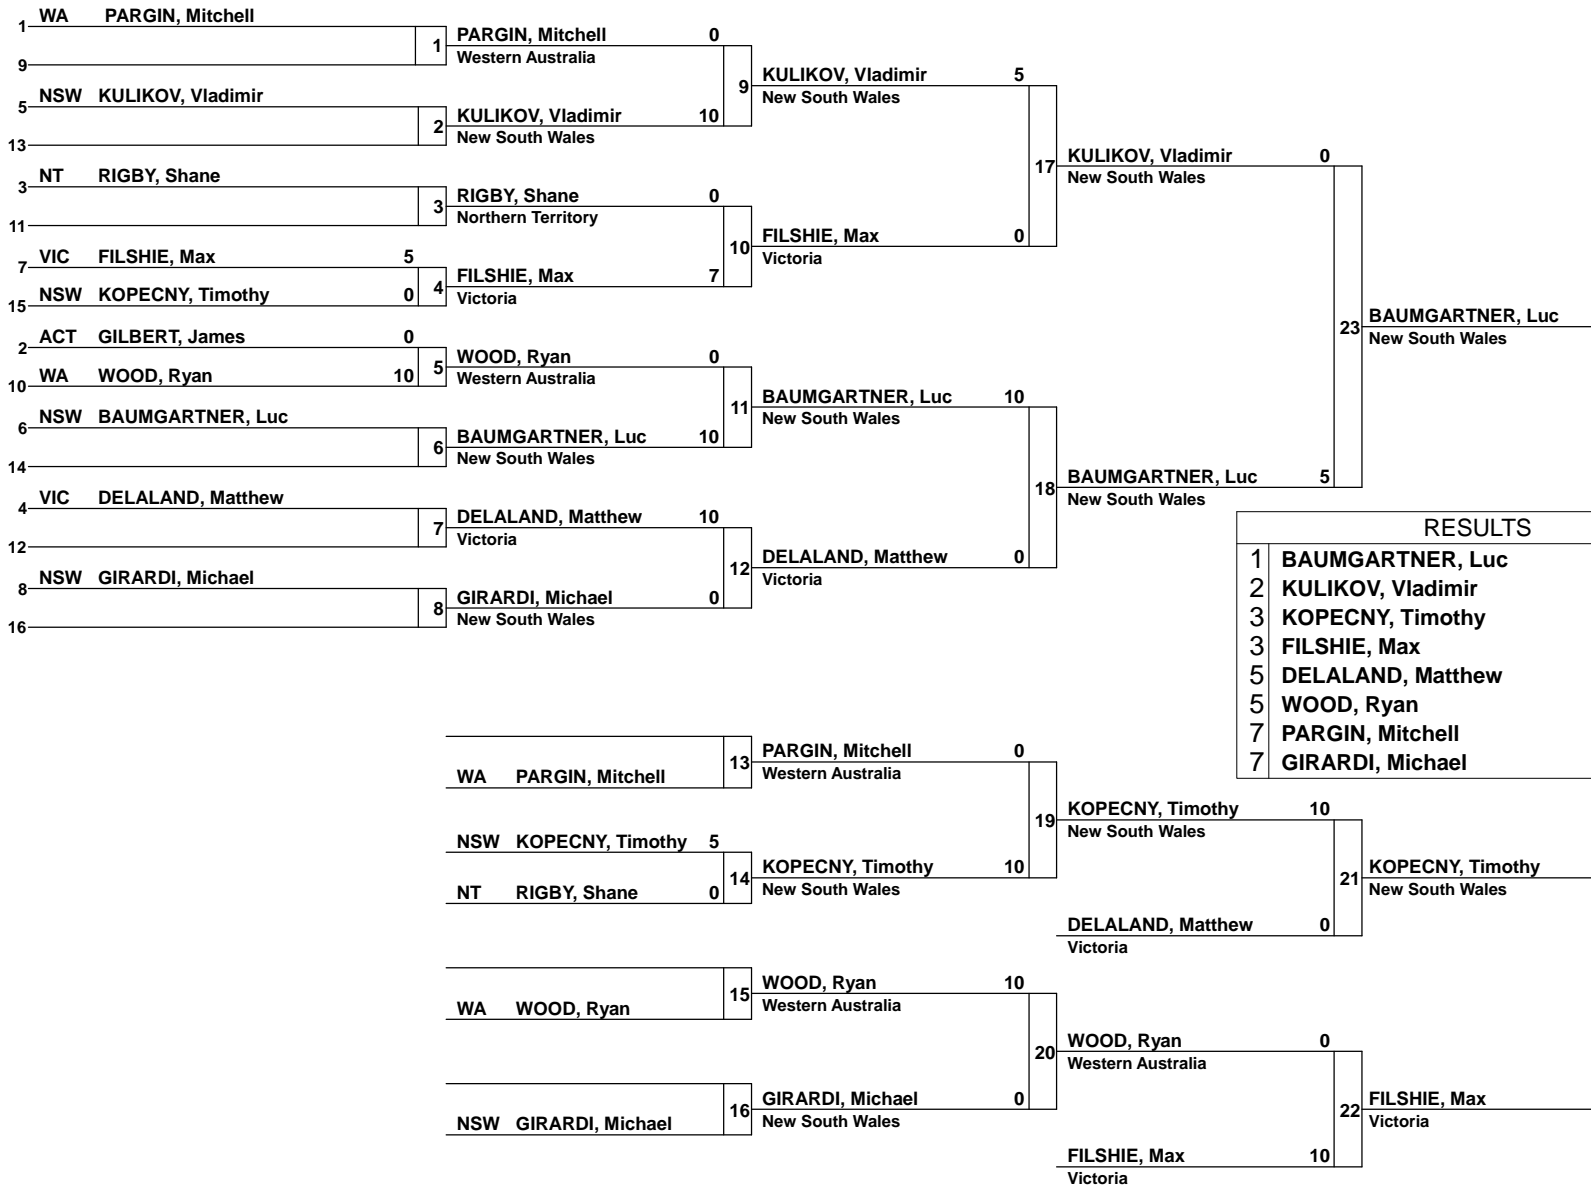 1 WA PARGIN, Mitchell
9
1 PARGIN, Mitchell 0
Western Australia
5 NSW KULIKOV, Vladimir
13
2 KULIKOV, Vladimir 10
New South Wales
3 NT RIGBY, Shane
11
3 RIGBY, Shane 0
Northern Territory
7 VIC FILSHIE, Max 5
15 NSW KOPECNY, Timothy 0
4 FILSHIE, Max 7
Victoria
2 ACT GILBERT, James 0
10 WA WOOD, Ryan 10
5 WOOD, Ryan 0
Western Australia
6 NSW BAUMGARTNER, Luc
14
6 BAUMGARTNER, Luc 10
New South Wales
4 VIC DELALAND, Matthew
12
7 DELALAND, Matthew 10
Victoria
8 NSW GIRARDI, Michael
16
8 GIRARDI, Michael 0
New South Wales
9 KULIKOV, Vladimir 5
New South Wales
10 FILSHIE, Max 0
Victoria
11 BAUMGARTNER, Luc 10
New South Wales
12 DELALAND, Matthew 0
Victoria
17 KULIKOV, Vladimir 0
New South Wales
18 BAUMGARTNER, Luc 5
New South Wales
23 BAUMGARTNER, Luc
New South Wales
RESULTS
1 BAUMGARTNER, Luc
2 KULIKOV, Vladimir
3 KOPECNY, Timothy
3 FILSHIE, Max
5 DELALAND, Matthew
5 WOOD, Ryan
7 PARGIN, Mitchell
7 GIRARDI, Michael
WA PARGIN, Mitchell
13 PARGIN, Mitchell 0
Western Australia
NSW KOPECNY, Timothy 5
NT RIGBY, Shane 0
14 KOPECNY, Timothy 10
New South Wales
19 KOPECNY, Timothy 10
New South Wales
DELALAND, Matthew 0
Victoria
21 KOPECNY, Timothy
New South Wales
WA WOOD, Ryan
15 WOOD, Ryan 10
Western Australia
NSW GIRARDI, Michael
16 GIRARDI, Michael 0
New South Wales
20 WOOD, Ryan 0
Western Australia
FILSHIE, Max 10
Victoria
22 FILSHIE, Max
Victoria